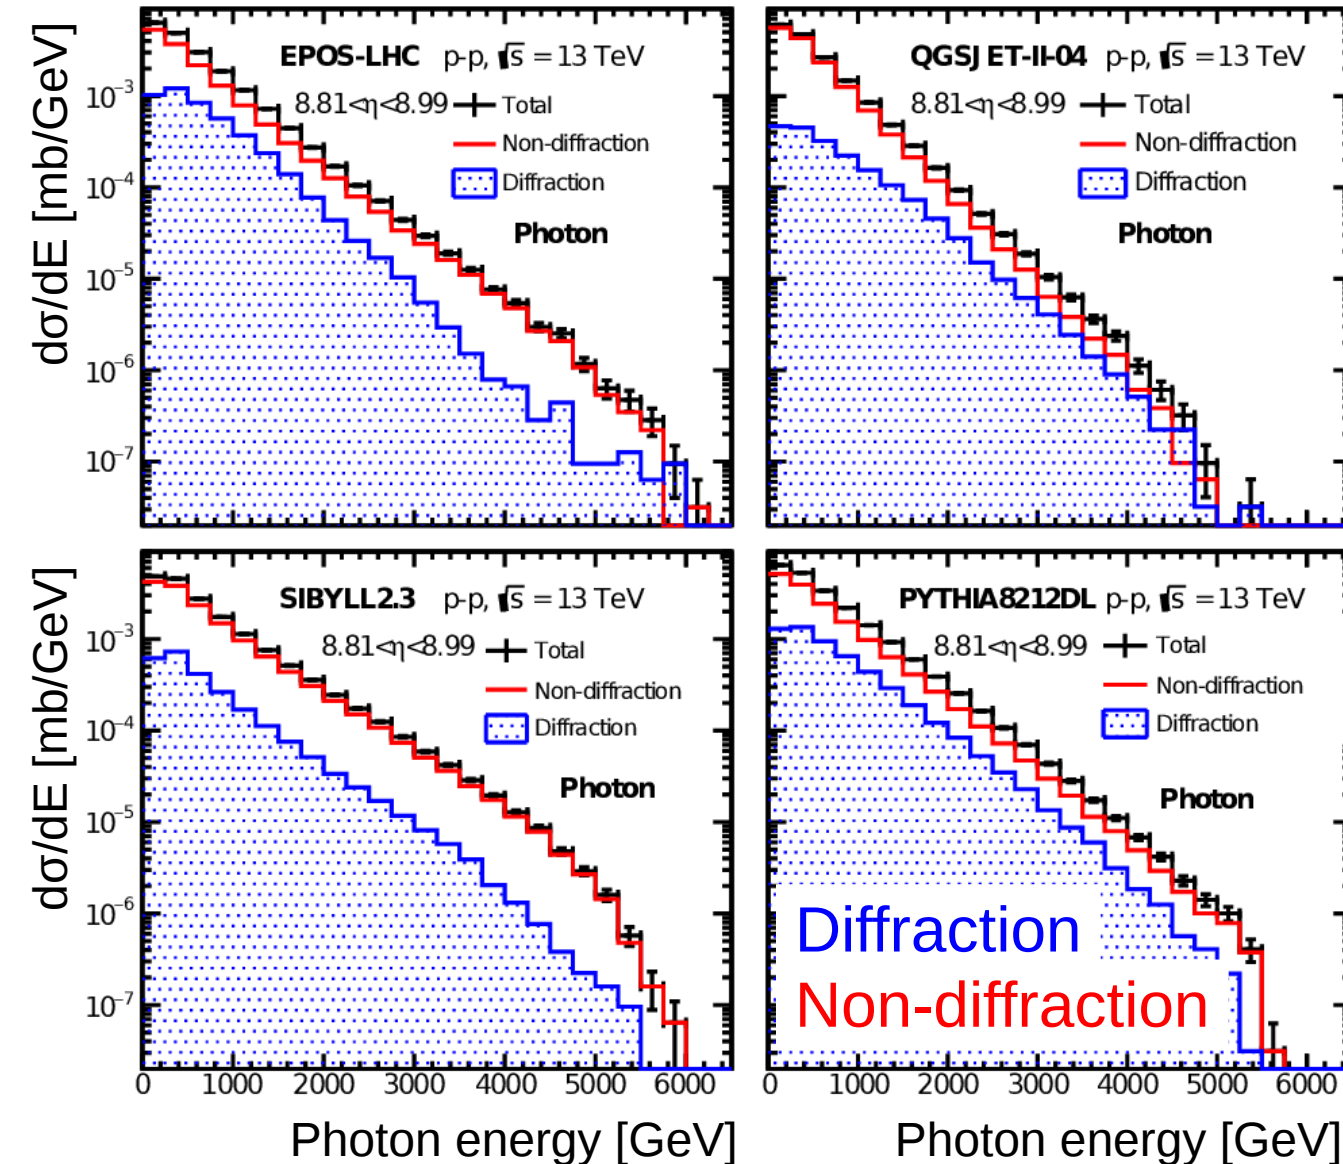 dσ/dE [mb/GeV]
10⁻³
10⁻⁴
10⁻⁵
10⁻⁶
10⁻⁷
EPOS-LHC p-p, √s = 13 TeV
8.81<η<8.99 Total
Non-diffraction
Diffraction
Photon
QGSJET-II-04 p-p, √s = 13 TeV
8.81<η<8.99 Total
Non-diffraction
Diffraction
Photon
dσ/dE [mb/GeV]
10⁻³
10⁻⁴
10⁻⁵
10⁻⁶
10⁻⁷
SIBYLL2.3 p-p, √s = 13 TeV
8.81<η<8.99 Total
Non-diffraction
Diffraction
Photon
0 1000 2000 3000 4000 5000 6000
Photon energy [GeV]
PYTHIA8212DL p-p, √s = 13 TeV
8.81<η<8.99 Total
Non-diffraction
Diffraction
Photon
Diffraction
Non-diffraction
0 1000 2000 3000 4000 5000 6000
Photon energy [GeV]